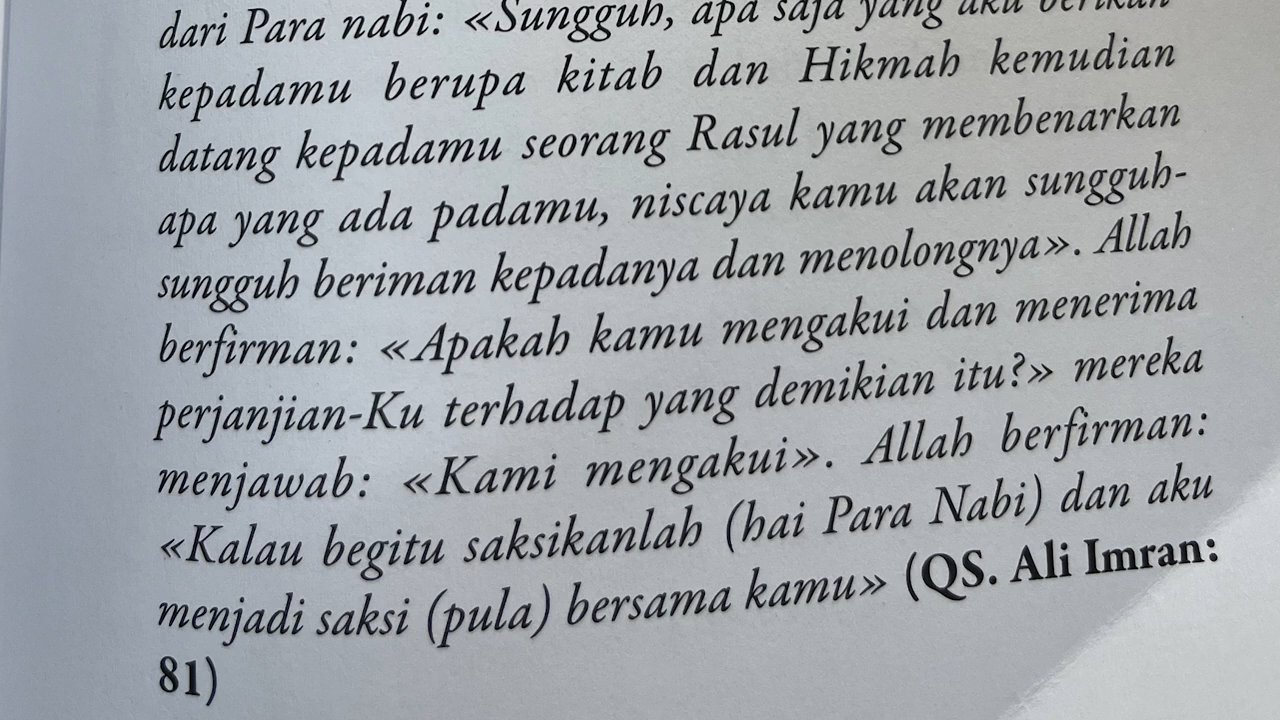 dari Para nabi: «Sungguh, apa saja yang aku berikan
kepadamu berupa kitab dan Hikmah kemudian
datang kepadamu seorang Rasul yang membenarkan
apa yang ada padamu, niscaya kamu akan sungguh-
sungguh beriman kepadanya dan menolongnya». Allah
berfirman: «Apakah kamu mengakui dan menerima
perjanjian-Ku terhadap yang demikian itu?» mereka
menjawab: «Kami mengakui». Allah berfirman:
«Kalau begitu saksikanlah (hai Para Nabi) dan aku
menjadi saksi (pula) bersama kamu» (QS. Ali Imran:
81)